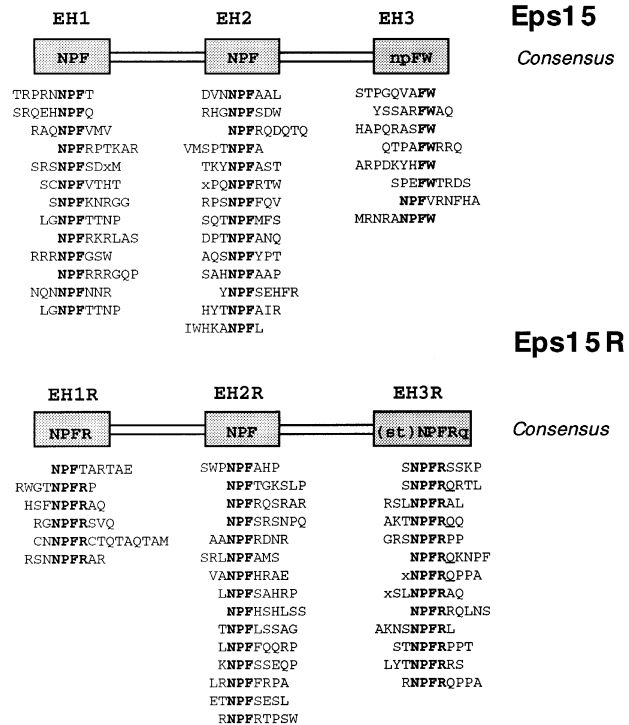 EH1 EH2 EH3 Eps15
NPF NPF npFW Consensus
TRPRNNPFT DVNNPFAAL STPGQVAFW
SRQEHNPFQ RHGNPFSDW YSSARFWAQ
RAQNPFVMV NPFRQDQTQ HAPQRASFW
NPFRPTKAR VMSPTNPFA QTPAFWRRQ
SRSNPFSDxM TKYNPFAST ARPDKYHFW
SCNPFVTHT xPQNPFRTW SPEFWTRDS
SNPFKNRGG RPSNPFFQV NPFVRNFHA
LGNPFTTNP SQTNPFMFS MRNRANPFW
NPFRKRLAS DPTNPFANQ
RRRNPFGSW AQSNPFYPT
NPFRRRGQP SAHNPFAAP
NQNNPFNNR YNPFSEHFR
LGNPFTTNP HYTNPFAIR
IWHKANPFL
Eps15R
EH1R EH2R EH3R
NPFR NPF (st)NPFRq Consensus
NPFTARTAE SWPNPFAHP SNPFRSSKP
RWGTNPFRP NPFTGKSLP SNPFRQRTL
HSFNPFRAQ NPFRQSRAR RSLNPFRAL
RGNPFRSVQ NPFSRSNPQ AKTNPFRQQ
CNNPFRCTQTAQTAM AANPFRDNR GRSNPFRPP
RSNNPFRAR SRLNPFAMS NPFRQKNPF
VANPFHRAE xNPFRQPPA
LNPFSAHRP xSLNPFRAQ
NPFHSHLSS NPFRRQLNS
TNPFLSSAG AKNSNPFRL
LNPFFQQRP STNPFRPPT
KNPFSSEQP LYTNPFRRS
LRNPFFRPA RNPFRQPPA
ETNPFSESL
RNPFRTPSW